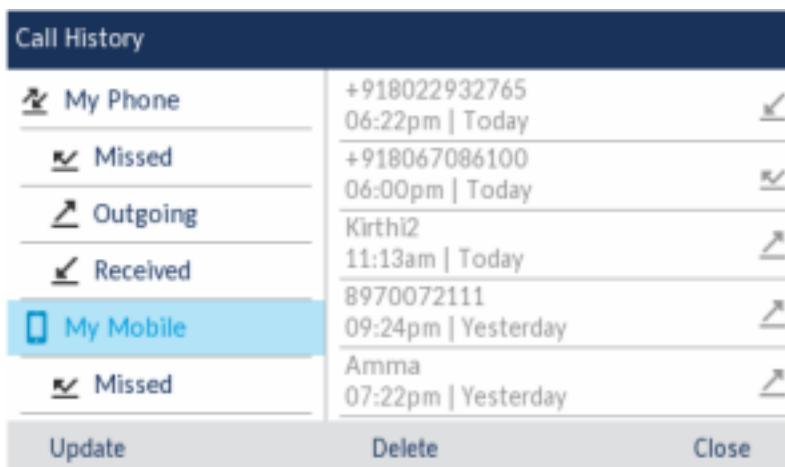 Call History
My Phone
Missed
Outgoing
Received
My Mobile
Missed
+918022932765
06:22pm | Today
+918067086100
06:00pm | Today
Kirthi2
11:13am | Today
8970072111
09:24pm | Yesterday
Amma
07:22pm | Yesterday
Update
Delete
Close